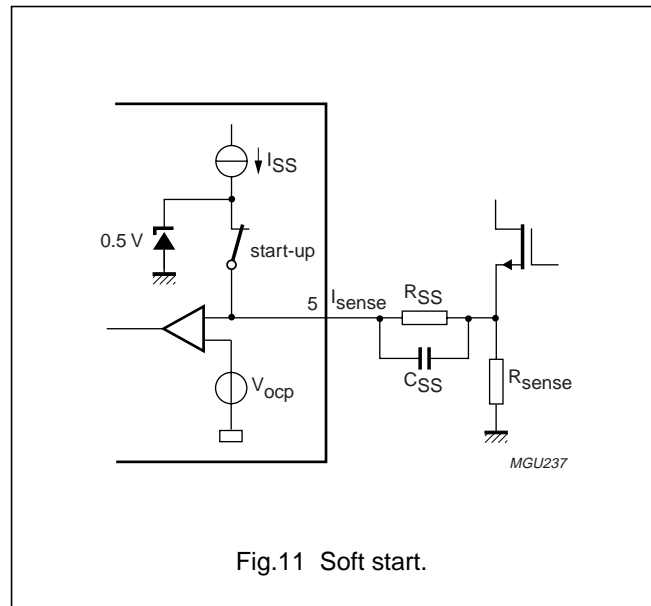 ISS
0.5 V
start-up
5
Isense
RSS
CSS
Vocp
Rsense
MGU237
Fig.11 Soft start.